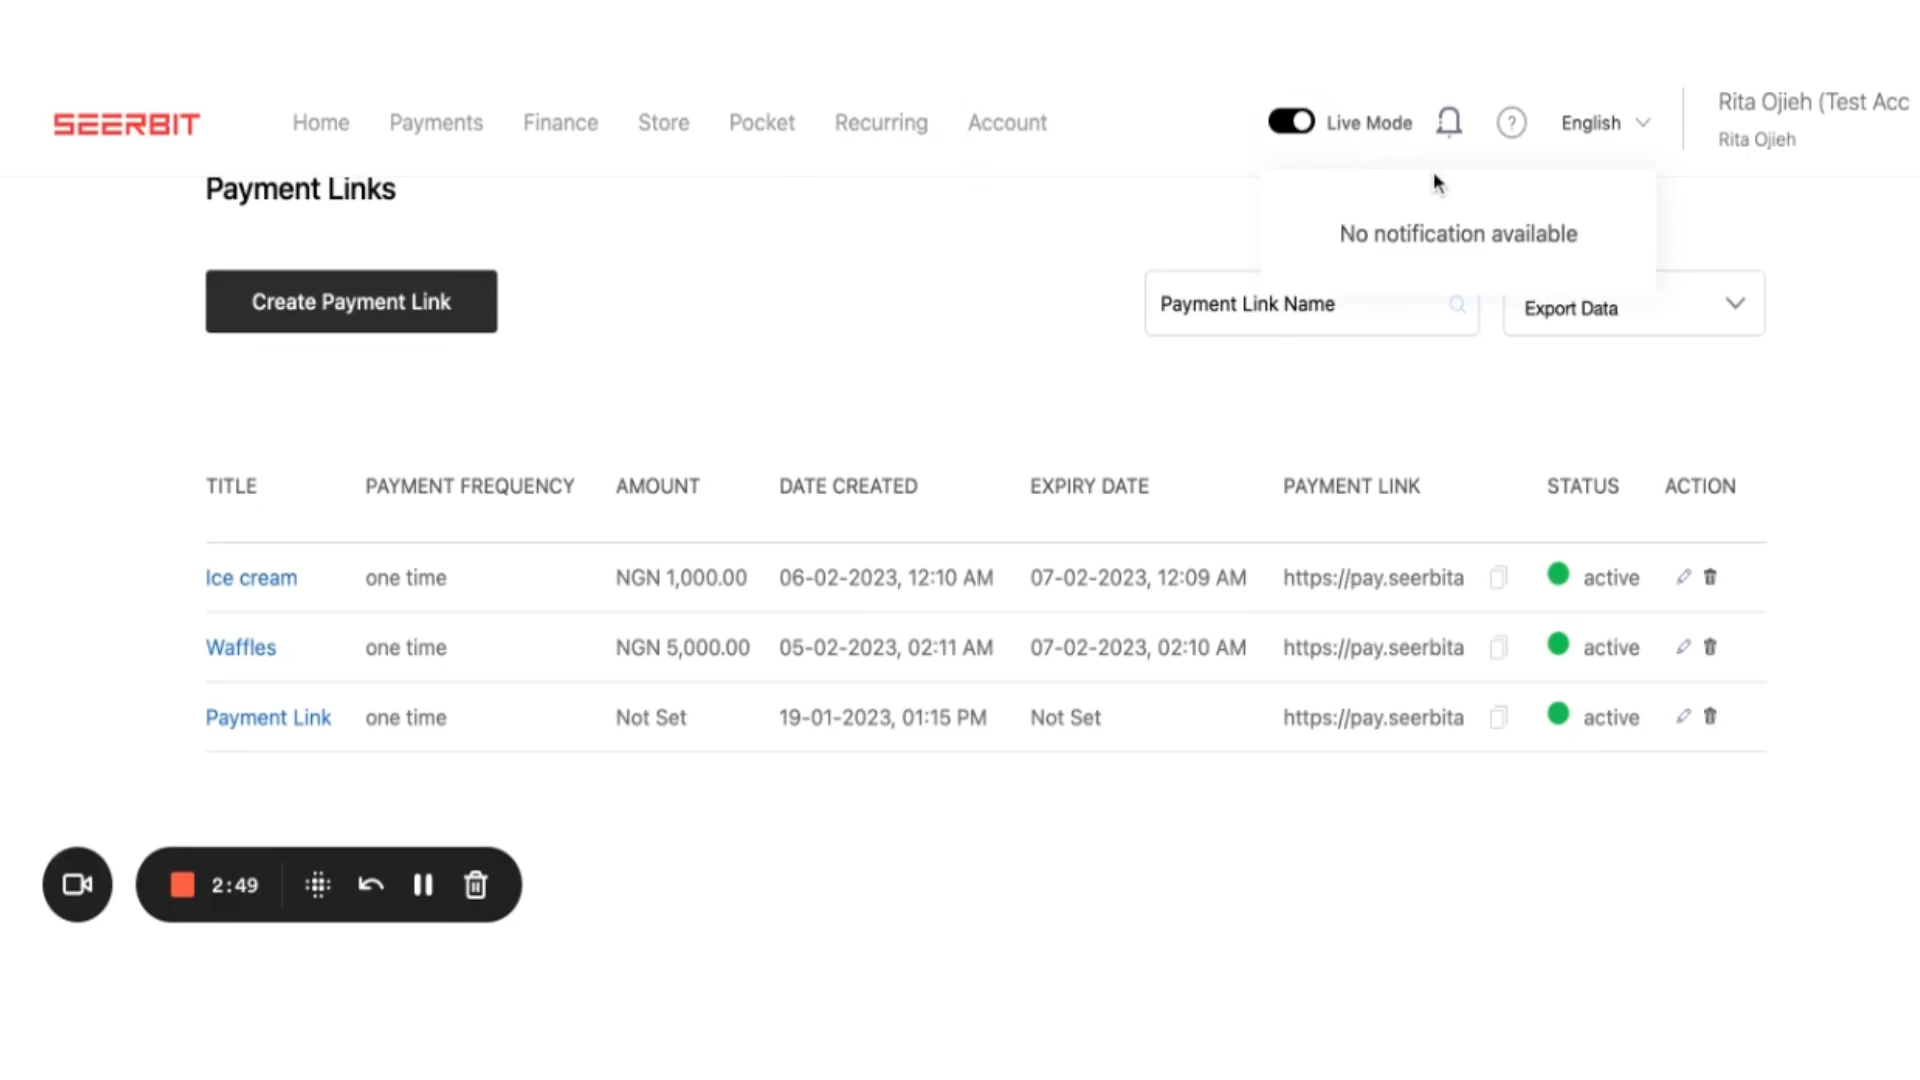 SEERBIT
Home Payments Finance Store Pocket Recurring Account
Live Mode
?
English
Rita Ojieh (Test Acc
Rita Ojieh
Payment Links
No notification available
Create Payment Link
Payment Link Name
Export Data
TITLE PAYMENT FREQUENCY AMOUNT DATE CREATED EXPIRY DATE PAYMENT LINK STATUS ACTION
Ice cream one time NGN 1,000.00 06-02-2023, 12:10 AM 07-02-2023, 12:09 AM https://pay.seerbita active
Waffles one time NGN 5,000.00 05-02-2023, 02:11 AM 07-02-2023, 02:10 AM https://pay.seerbita active
Payment Link one time Not Set 19-01-2023, 01:15 PM Not Set https://pay.seerbita active
2:49